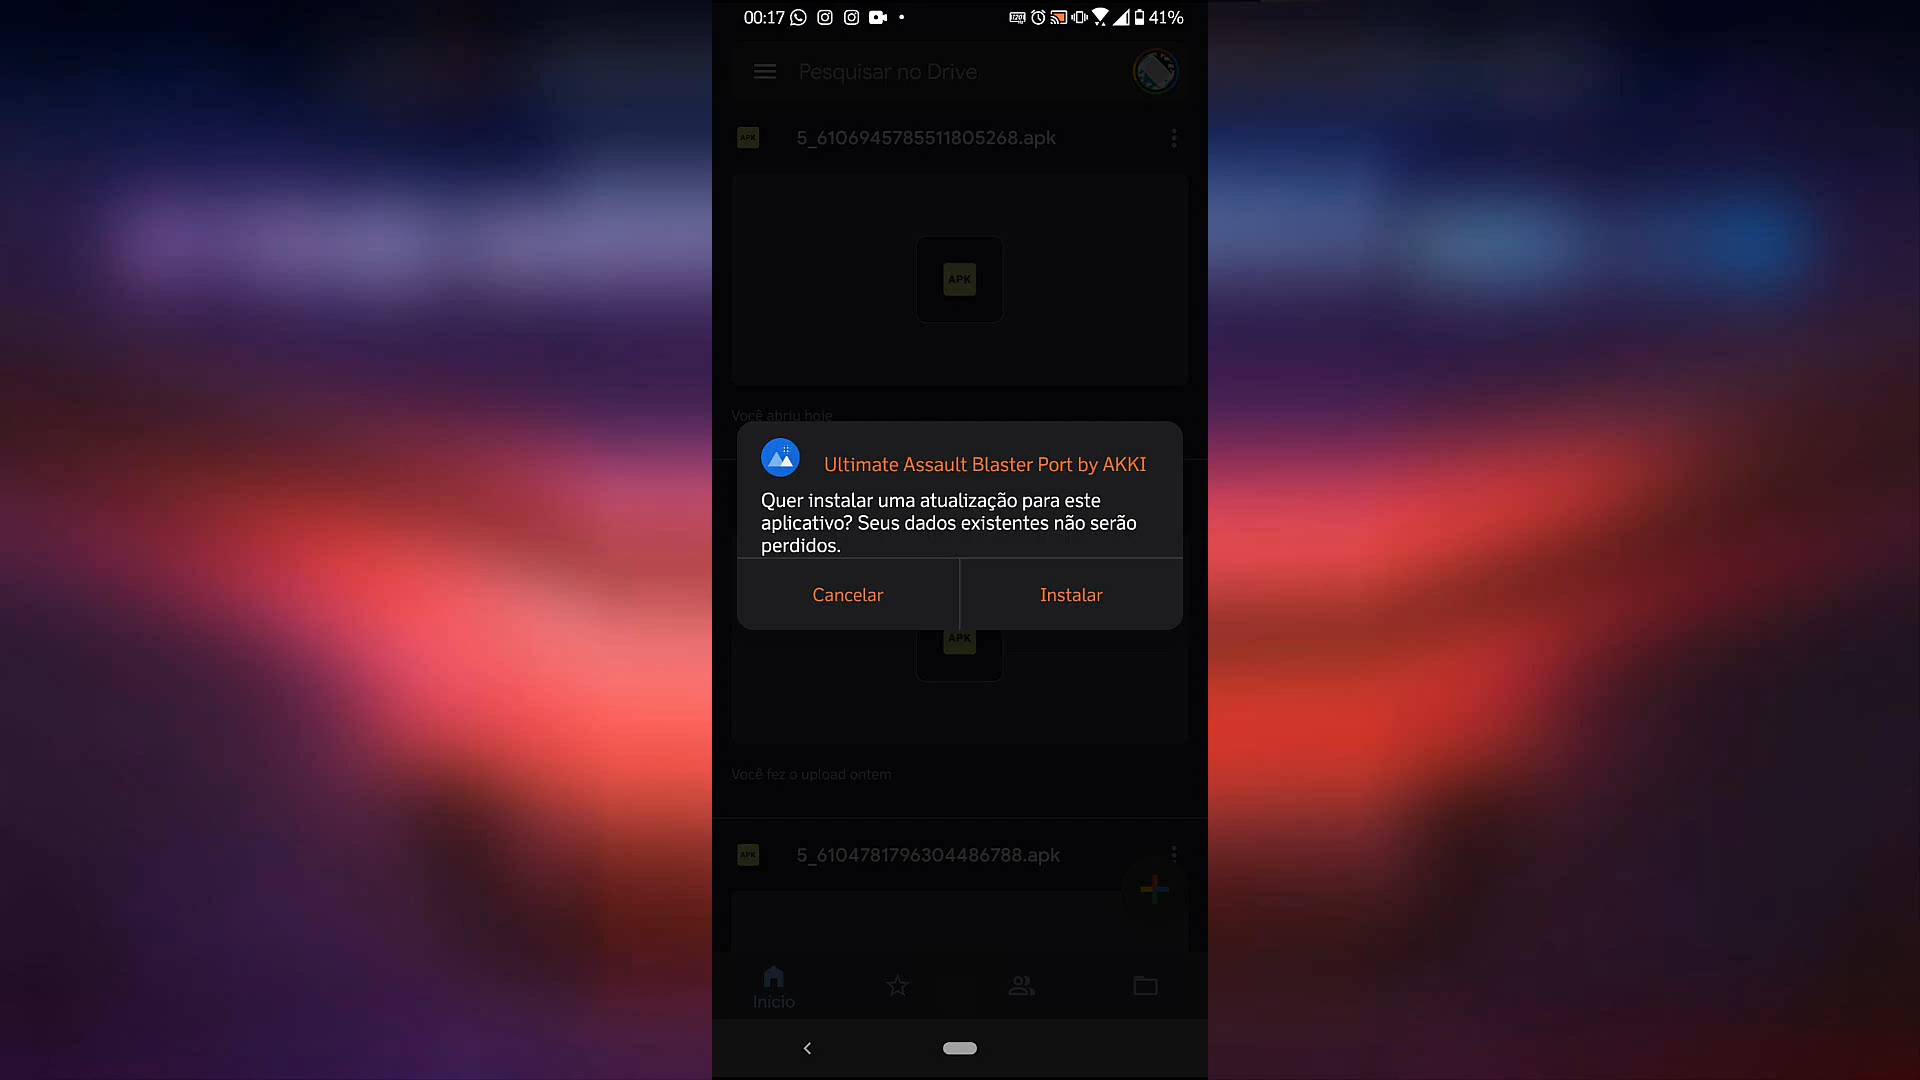 00:17 41%
Pesquisar no Drive
APK 5_6106945785511805268.apk
APK
Você abriu hoje
Ultimate Assault Blaster Port by AKKI
Quer instalar uma atualização para este
aplicativo? Seus dados existentes não serão
perdidos.
Cancelar Instalar
APK
Você fez o upload ontem
APK 5_6104781796304486788.apk
Início